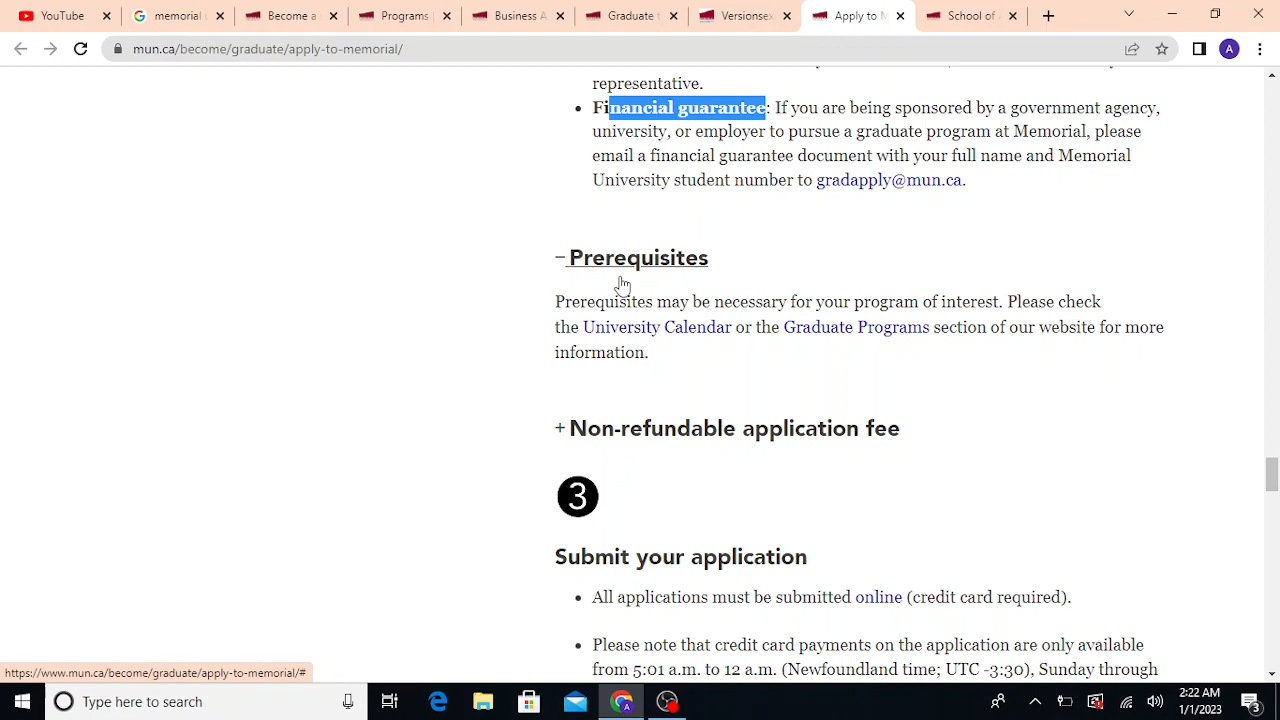 YouTube
memorial
Become a
Programs
Business A
Graduate t
Versionsex
Apply to M
School of
mun.ca/become/graduate/apply-to-memorial/
A
representative.
• Financial guarantee: If you are being sponsored by a government agency,
university, or employer to pursue a graduate program at Memorial, please
email a financial guarantee document with your full name and Memorial
University student number to gradapply@mun.ca.
− Prerequisites
Prerequisites may be necessary for your program of interest. Please check
the University Calendar or the Graduate Programs section of our website for more
information.
+ Non-refundable application fee
3
Submit your application
• All applications must be submitted online (credit card required).
• Please note that credit card payments on the application are only available
from 5:01 a.m. to 12 a.m. (Newfoundland time; UTC -3:30), Sunday through
https://www.mun.ca/become/graduate/apply-to-memorial/#
Type here to search
2:22 AM
1/1/2023
3